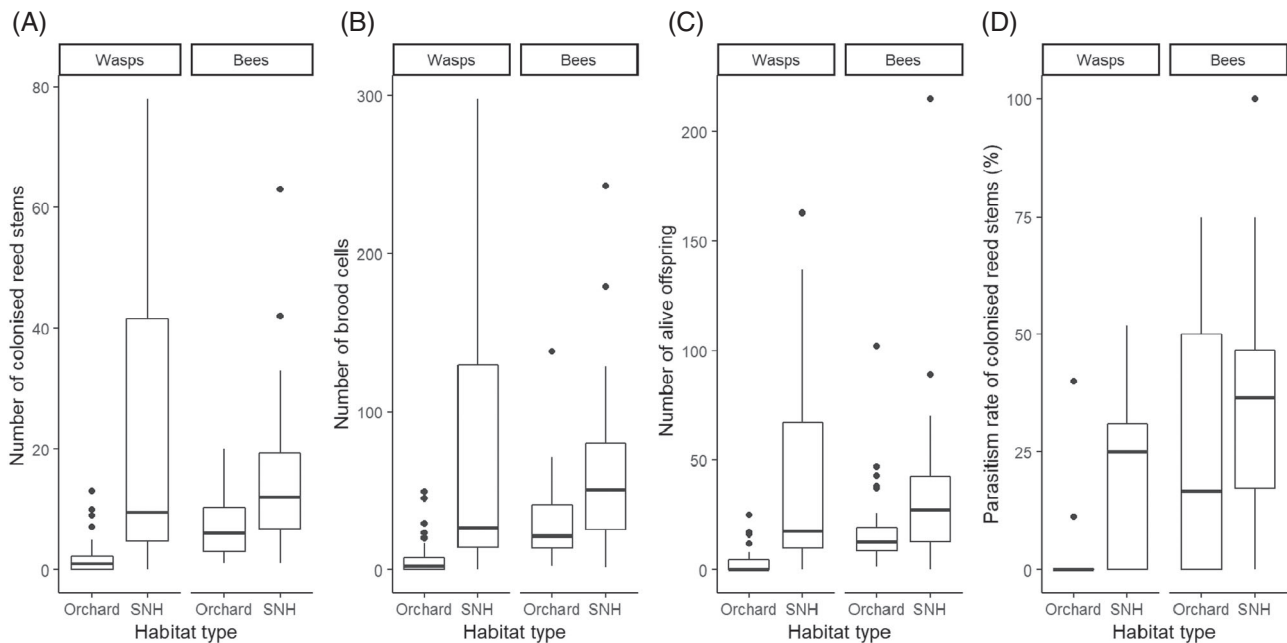 (A)
Wasps Bees
Number of colonised reed stems
80
60
40
20
0
Orchard SNH Orchard SNH
Habitat type
(B)
Wasps Bees
Number of brood cells
300
200
100
0
Orchard SNH Orchard SNH
Habitat type
(C)
Wasps Bees
Number of alive offspring
200
150
100
50
0
Orchard SNH Orchard SNH
Habitat type
(D)
Wasps Bees
Parasitism rate of colonised reed stems (%)
100
75
50
25
0
Orchard SNH Orchard SNH
Habitat type